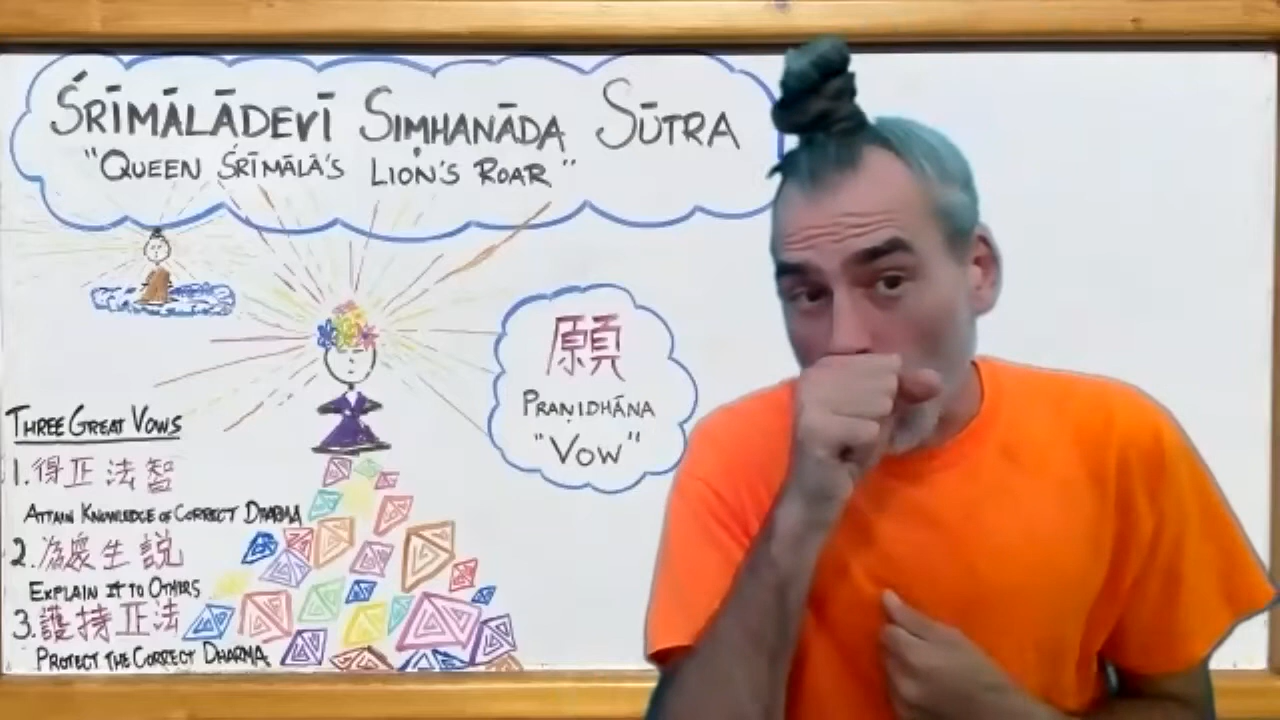 ŚRĪMĀLĀDEVĪ SIṂHANĀDA SŪTRA
"QUEEN ŚRĪMĀLĀ'S LION'S ROAR"
願
PRAṆIDHĀNA
"VOW"
THREE GREAT VOWS
1. 得正法智
ATTAIN KNOWLEDGE OF CORRECT DHARMA
2. 為衆生説
EXPLAIN IT TO OTHERS
3. 護持正法
PROTECT THE CORRECT DHARMA